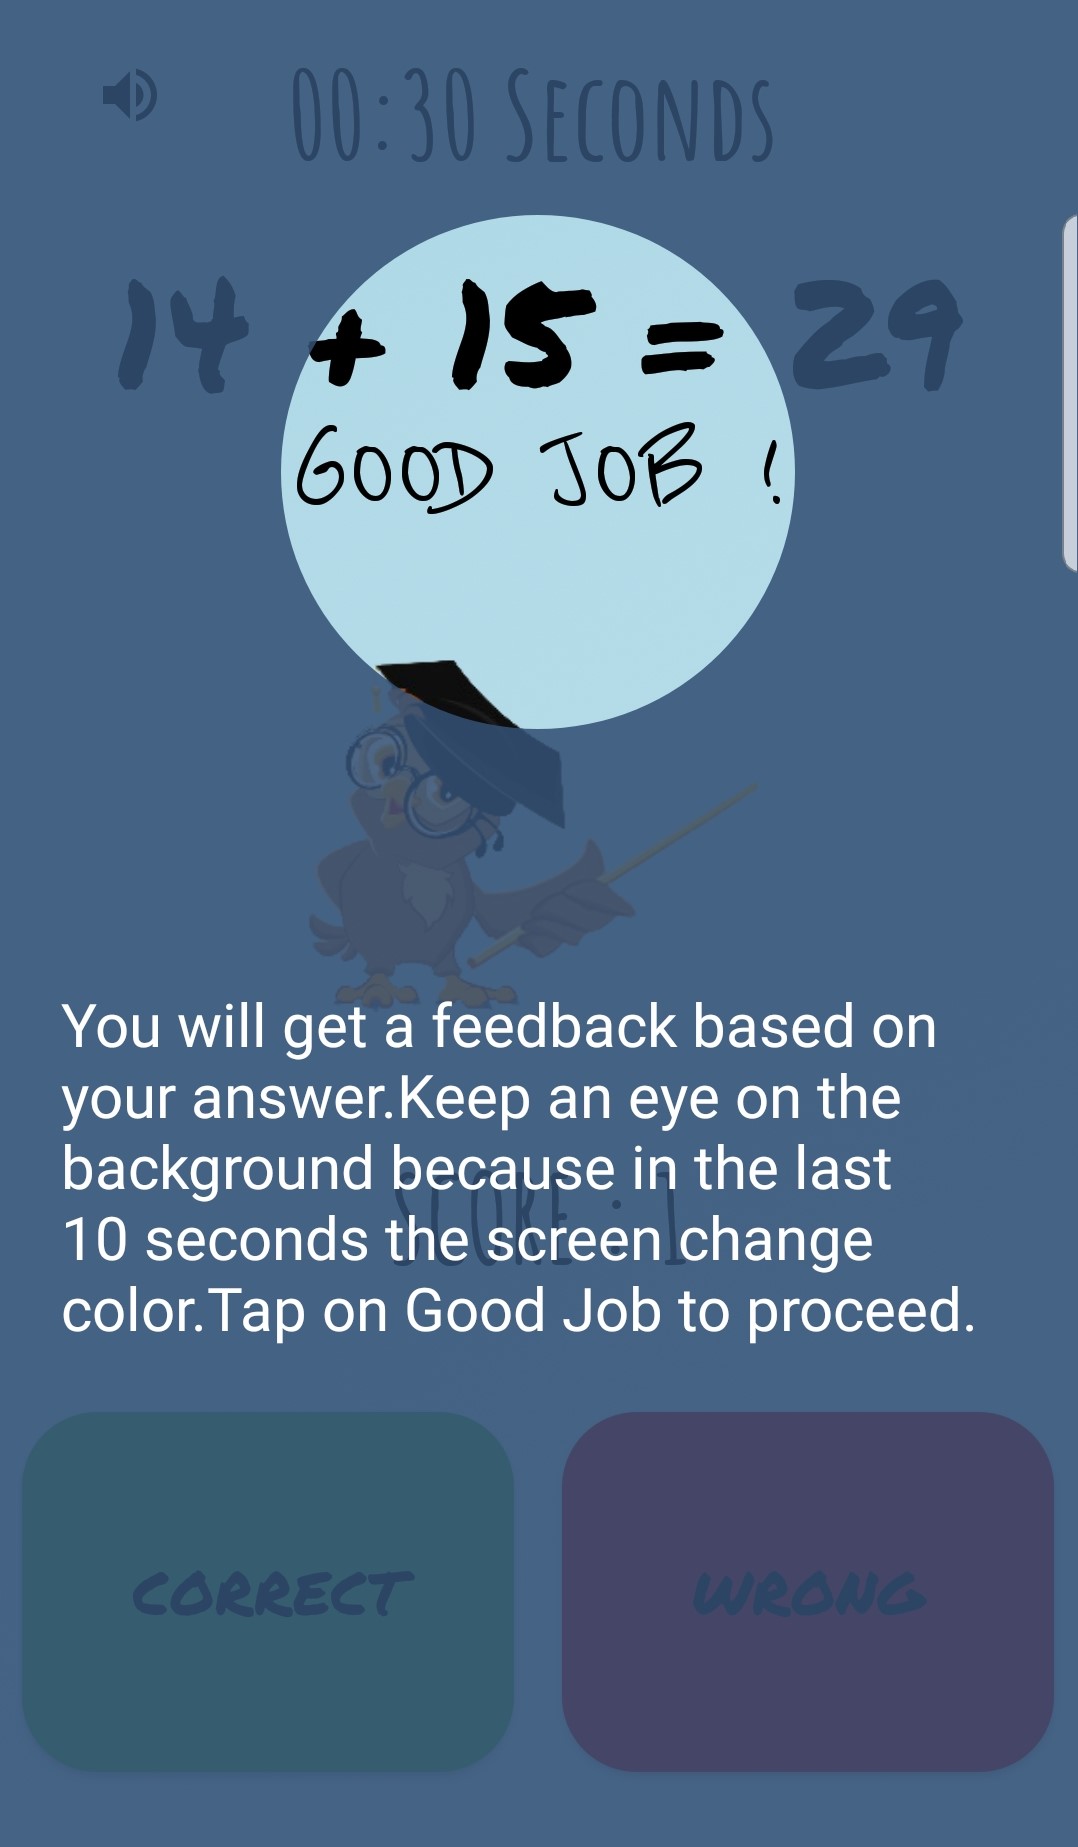 00:30 SECONDS
14 + 15 = 29
GOOD JOB !
You will get a feedback based on
your answer.Keep an eye on the
background because in the last
10 seconds the screen change
color.Tap on Good Job to proceed.
SCORE : 1
CORRECT
WRONG